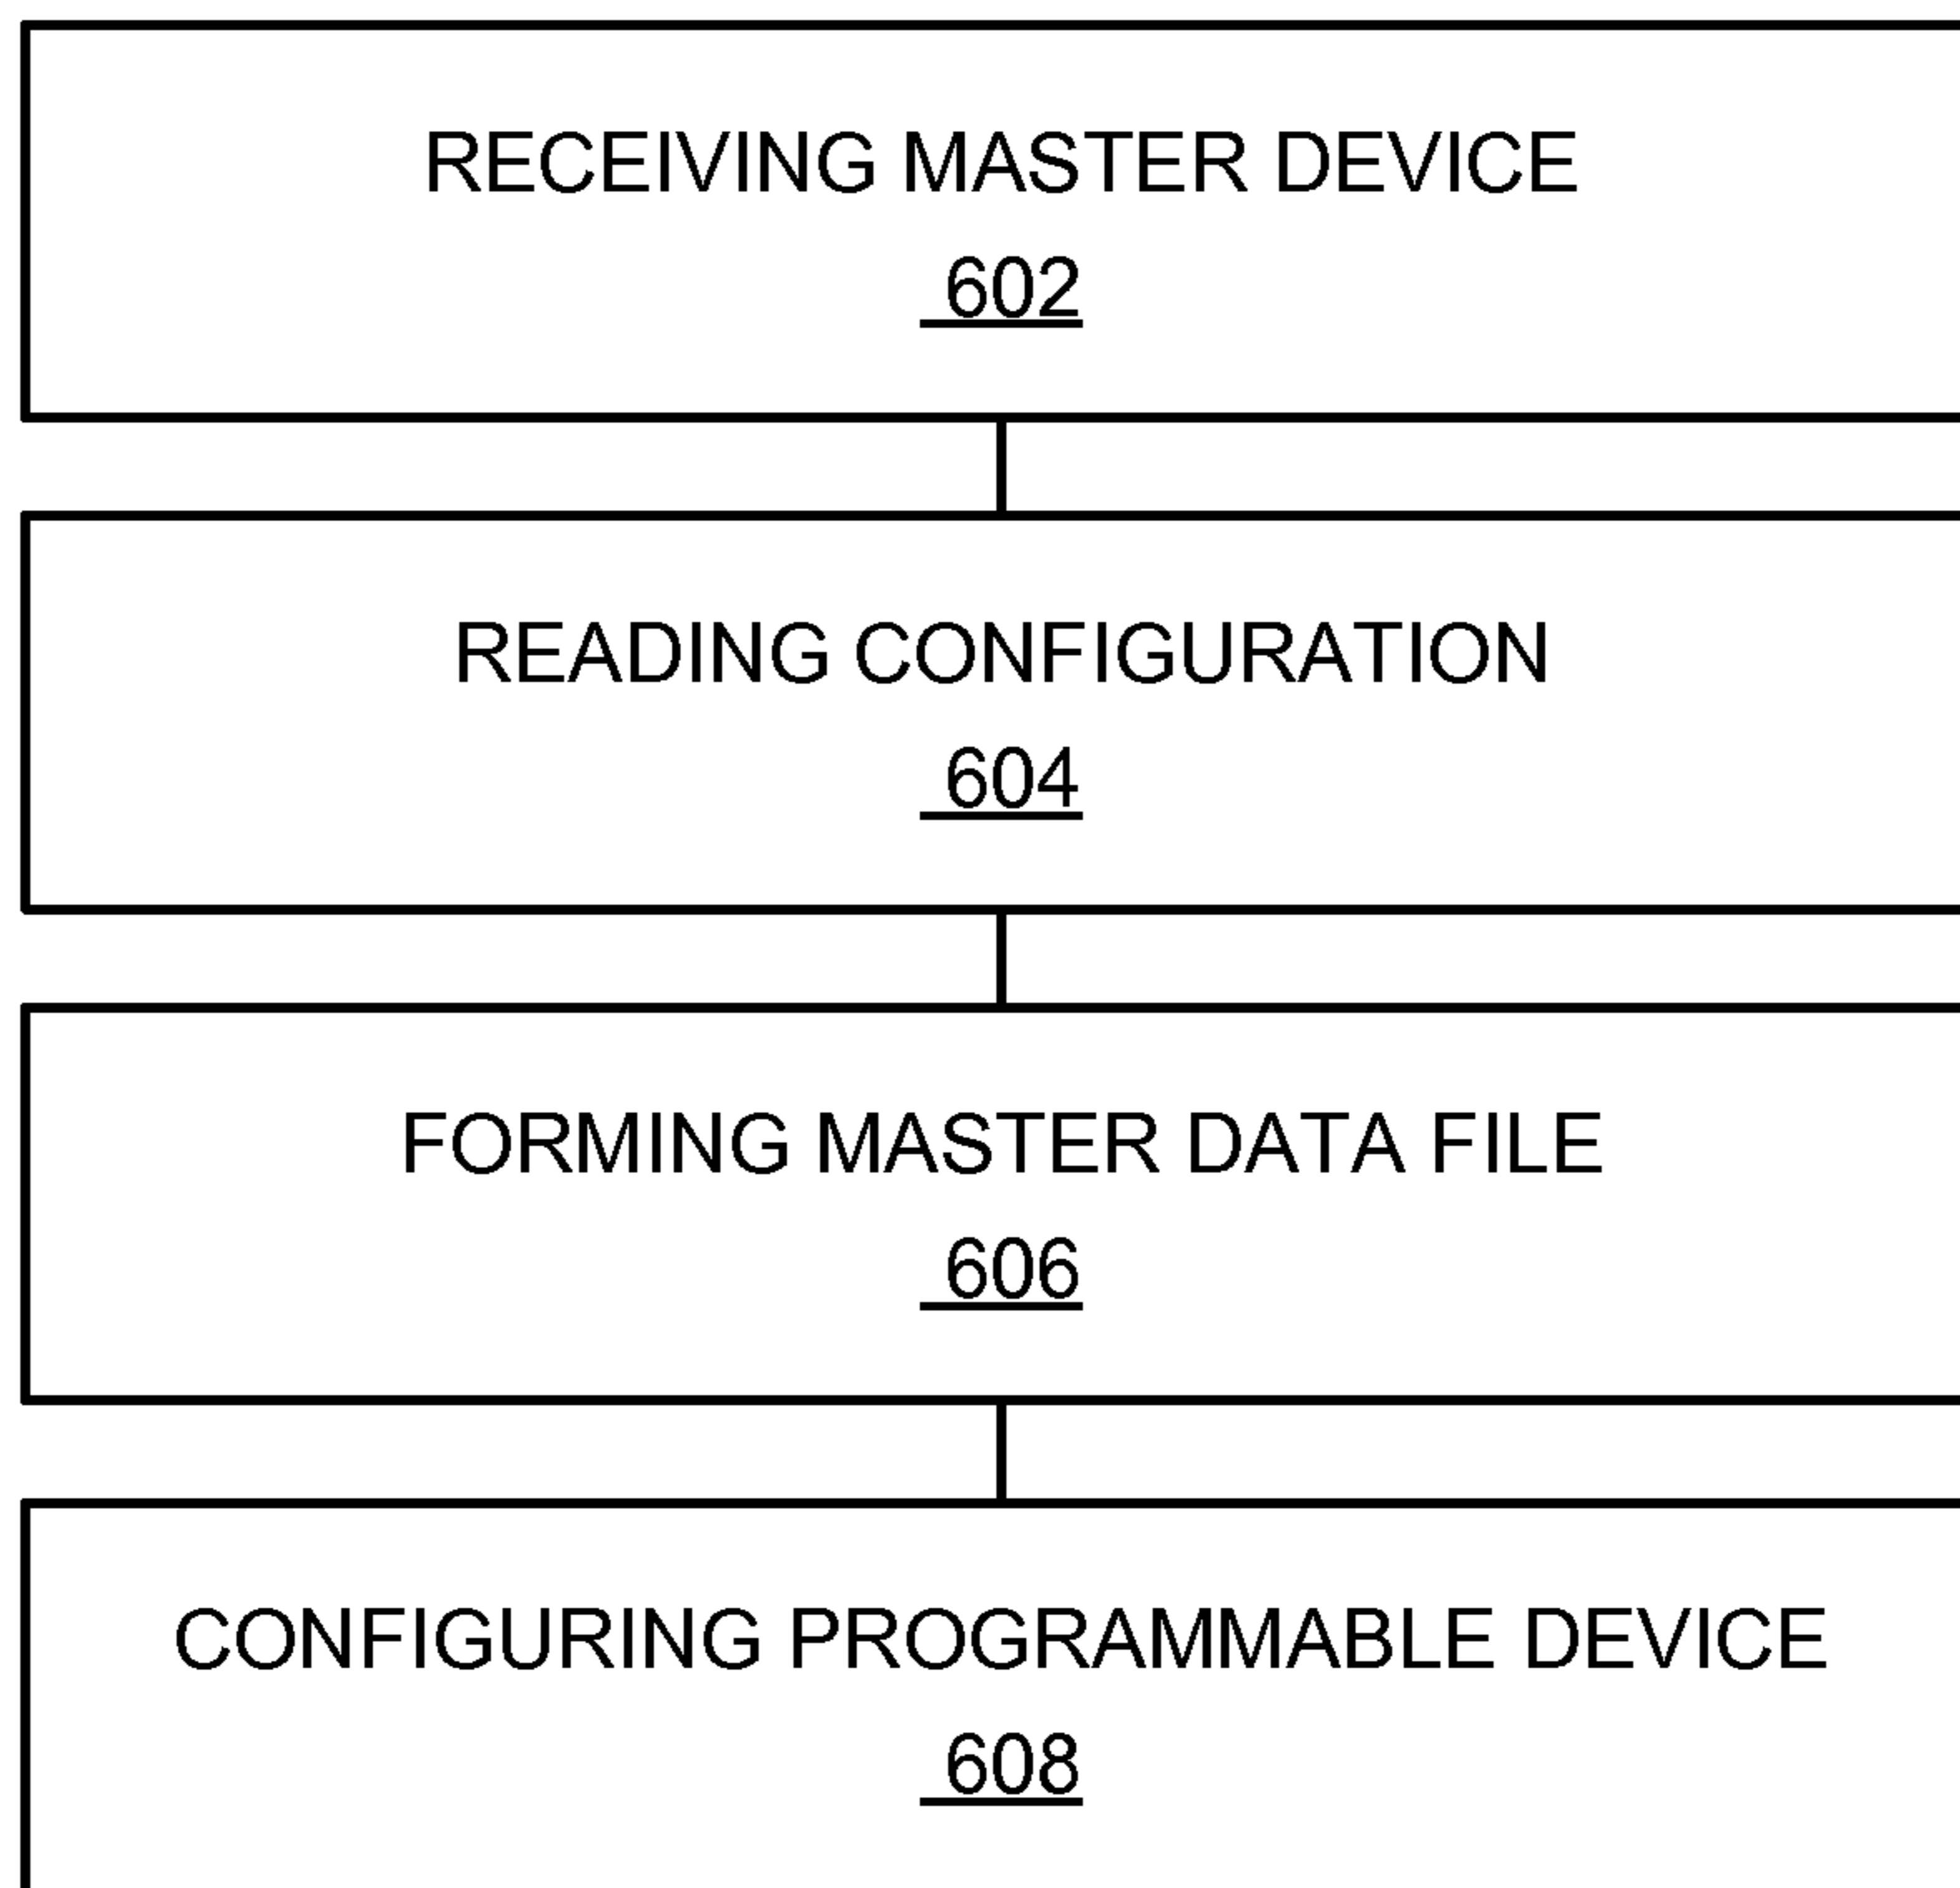 RECEIVING MASTER DEVICE
602
READING CONFIGURATION
604
FORMING MASTER DATA FILE
606
CONFIGURING PROGRAMMABLE DEVICE
608